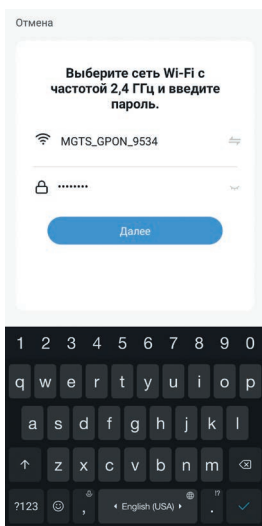 Отмена
Выберите сеть Wi-Fi с
частотой 2,4 ГГц и введите
пароль.
MGTS_GPON_9534
••••••••
Далее
1 2 3 4 5 6 7 8 9 0
q w e r t y u i o p
a s d f g h j k l
z x c v b n m
?123 , English (USA) . !?